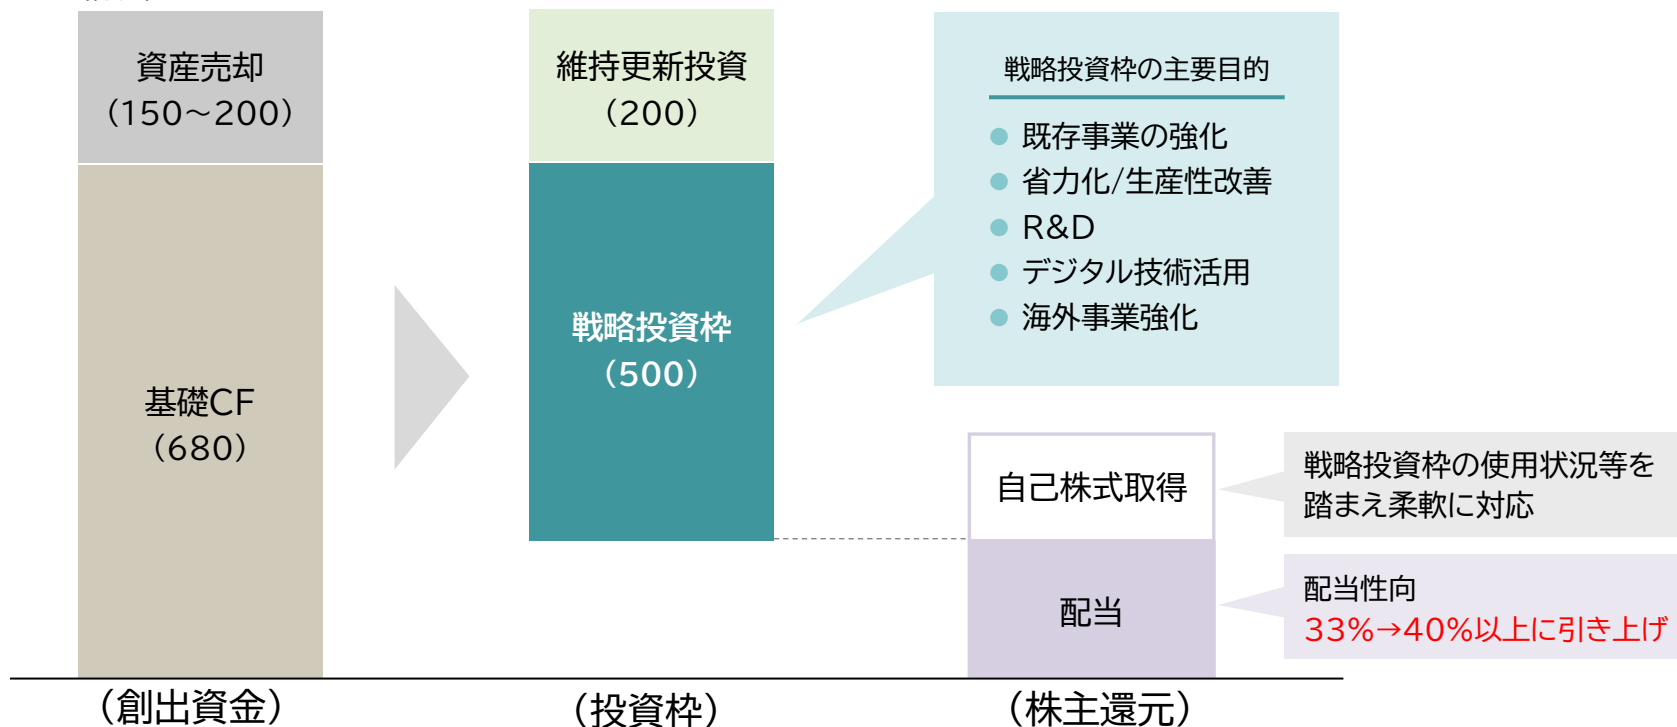 資産売却
(150～200)
基礎CF
(680)
(創出資金)
維持更新投資
(200)
戦略投資枠
(500)
(投資枠)
戦略投資枠の主要目的
● 既存事業の強化
● 省力化/生産性改善
● R&D
● デジタル技術活用
● 海外事業強化
自己株式取得
配当
(株主還元)
戦略投資枠の使用状況等を
踏まえ柔軟に対応
配当性向
33%→40%以上に引き上げ